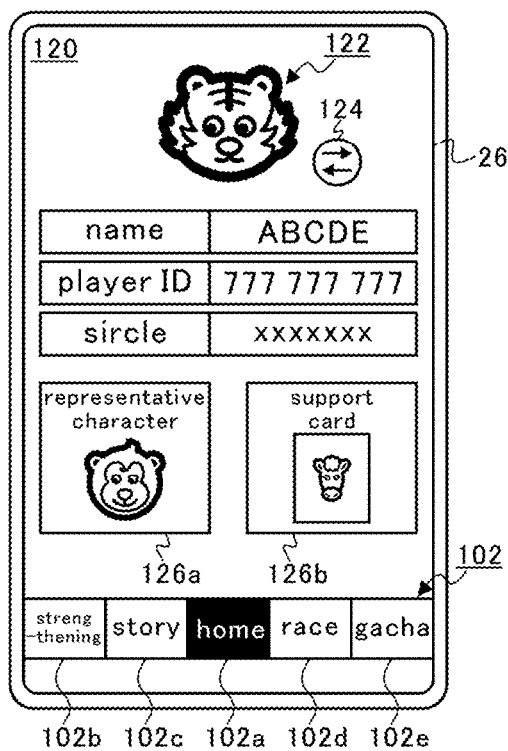 120
122
124
26
name ABCDE
player ID 777 777 777
sircle xxxxxxx
representative
character
support
card
126a 126b
102
streng
-thening story home race gacha
102b 102c 102a 102d 102e